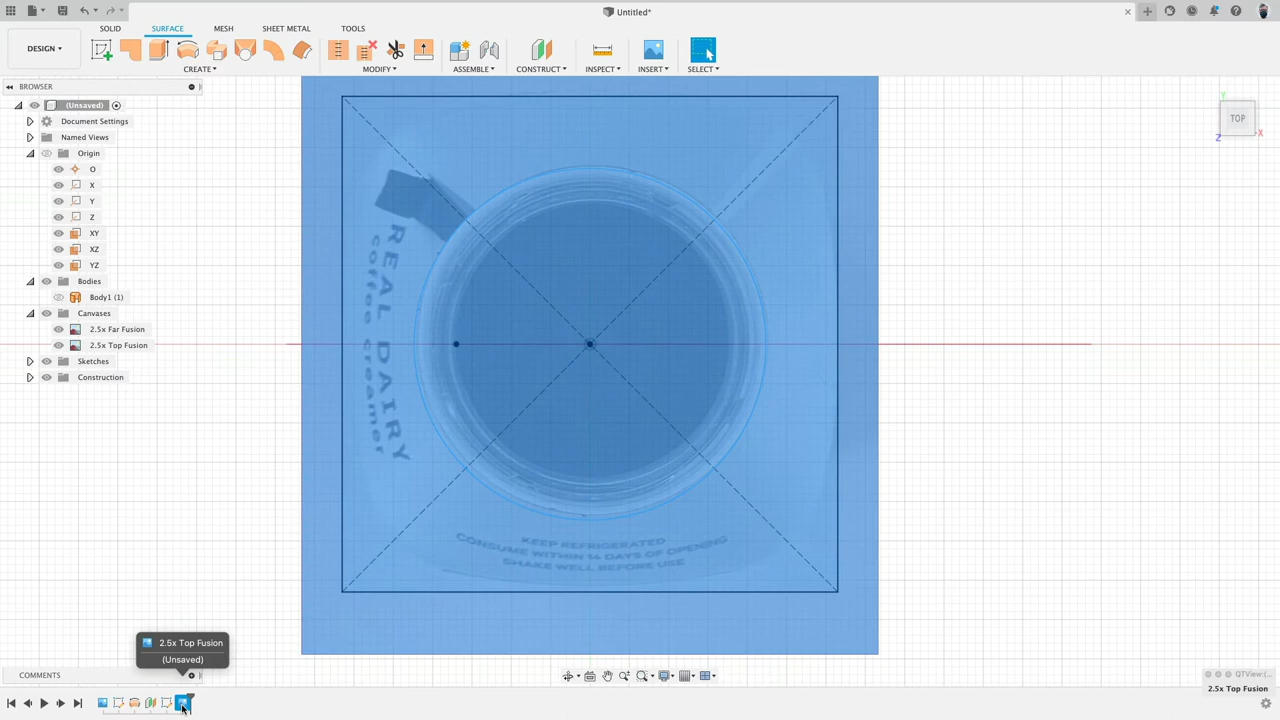 Untitled*
DESIGN
SOLID
SURFACE
MESH
SHEET METAL
TOOLS
CREATE
MODIFY
ASSEMBLE
CONSTRUCT
INSPECT
INSERT
SELECT
BROWSER
(Unsaved)
Document Settings
Named Views
Origin
O
X
Y
Z
XY
XZ
YZ
Bodies
Body1 (1)
Canvases
2.5x Far Fusion
2.5x Top Fusion
Sketches
Construction
Y
TOP
X
Z
REAL DAIRY
coffee creamer
KEEP REFRIGERATED
CONSUME WITHIN 14 DAYS OF OPENING
SHAKE WELL BEFORE USE
2.5x Top Fusion
(Unsaved)
COMMENTS
QTView:(...
2.5x Top Fusion